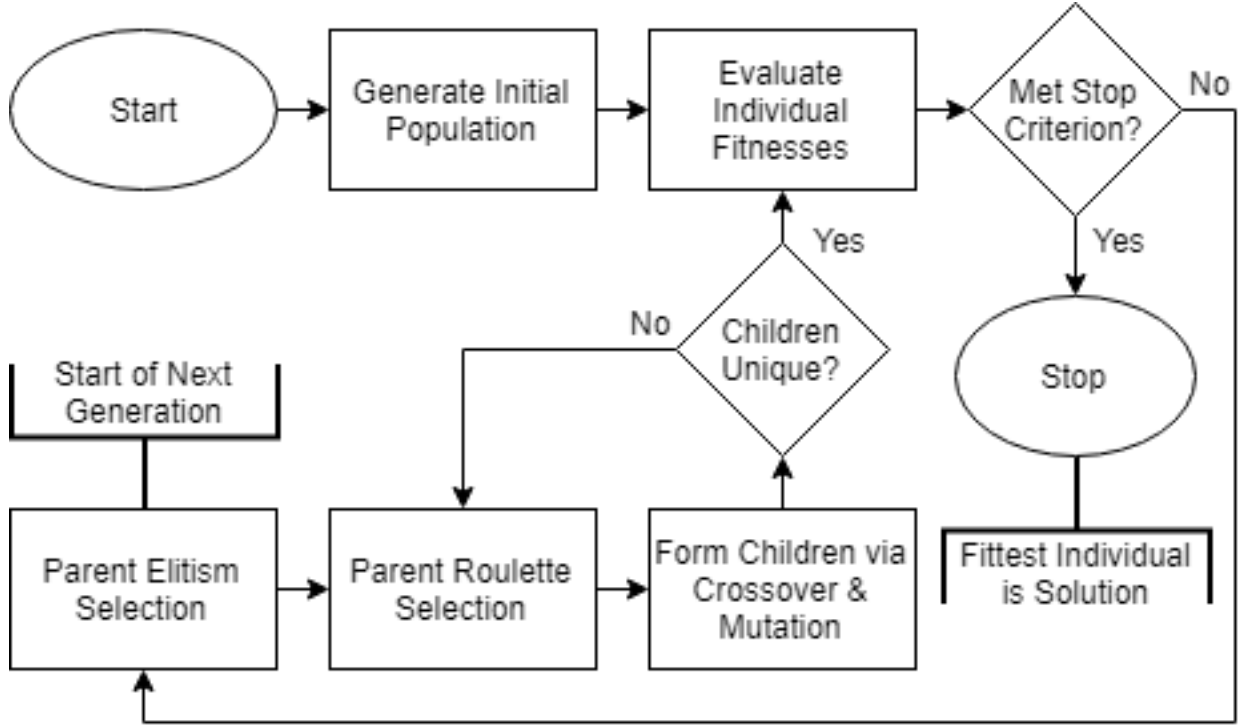 Start
Generate Initial
Population
Evaluate
Individual
Fitnesses
Met Stop
Criterion?
No
Yes
Yes
No
Children
Unique?
Stop
Start of Next
Generation
Parent Elitism
Selection
Parent Roulette
Selection
Form Children via
Crossover &
Mutation
Fittest Individual
is Solution